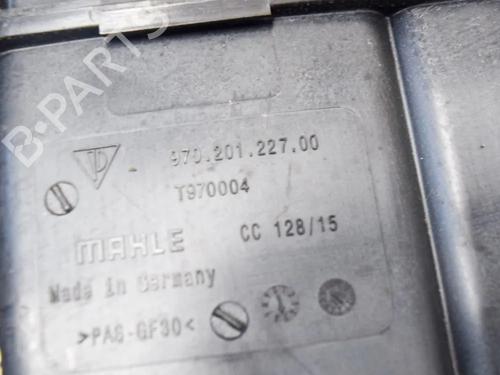 B-PARTS
970.201.227.00
T970004
MAHLE CC 128/15
Made in Germany
>PA6-GF30<